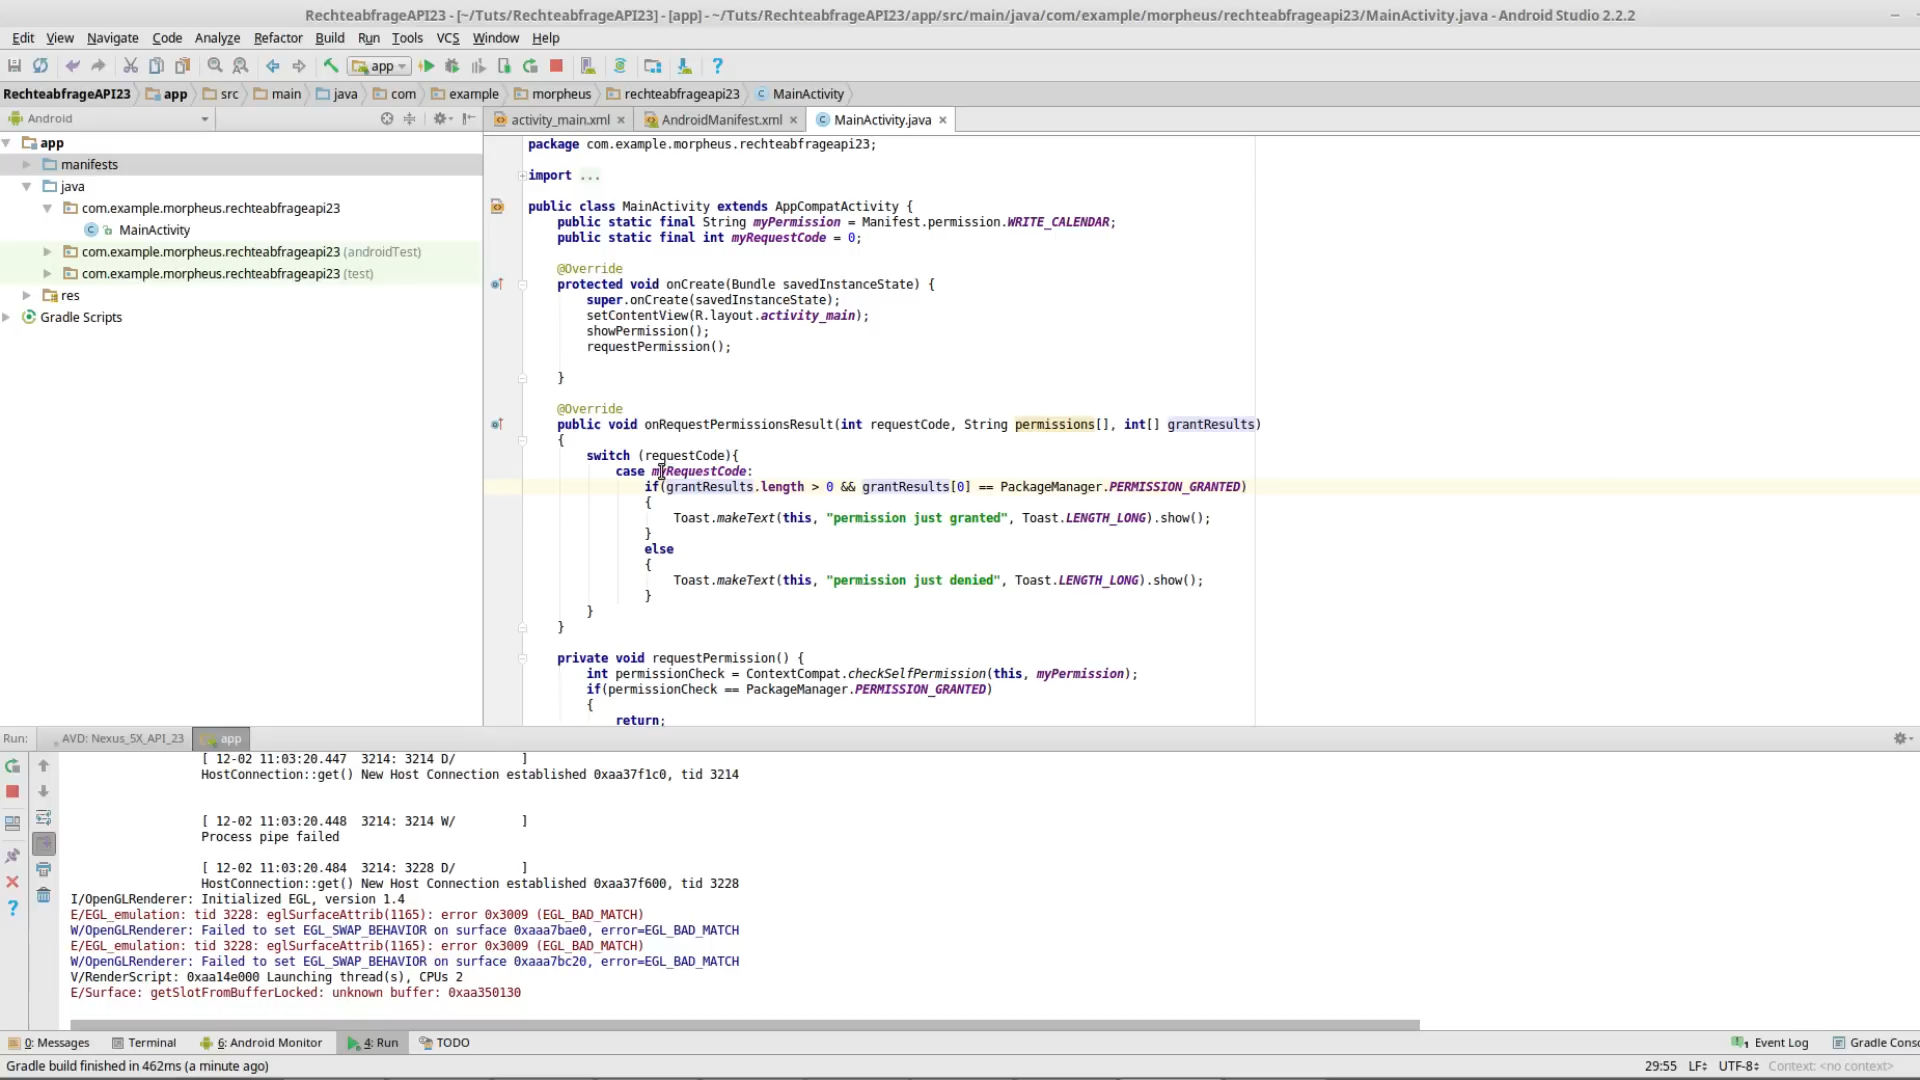 RechteabfrageAPI23 - [~/Tuts/RechteabfrageAPI23] - [app] - ~/Tuts/RechteabfrageAPI23/app/src/main/java/com/example/morpheus/rechteabfrageapi23/MainActivity.java - Android Studio 2.2.2
Edit View Navigate Code Analyze Refactor Build Run Tools VCS Window Help
app
RechteabfrageAPI23 app src main java com example morpheus rechteabfrageapi23 MainActivity
Android
activity_main.xml AndroidManifest.xml MainActivity.java
app
manifests
java
com.example.morpheus.rechteabfrageapi23
MainActivity
com.example.morpheus.rechteabfrageapi23 (androidTest)
com.example.morpheus.rechteabfrageapi23 (test)
res
Gradle Scripts
package com.example.morpheus.rechteabfrageapi23;
import ...
public class MainActivity extends AppCompatActivity {
public static final String myPermission = Manifest.permission.WRITE_CALENDAR;
public static final int myRequestCode = 0;
@Override
protected void onCreate(Bundle savedInstanceState) {
super.onCreate(savedInstanceState);
setContentView(R.layout.activity_main);
showPermission();
requestPermission();
}
@Override
public void onRequestPermissionsResult(int requestCode, String permissions[], int[] grantResults)
{
switch (requestCode){
case myRequestCode:
if(grantResults.length > 0 && grantResults[0] == PackageManager.PERMISSION_GRANTED)
{
Toast.makeText(this, "permission just granted", Toast.LENGTH_LONG).show();
}
else
{
Toast.makeText(this, "permission just denied", Toast.LENGTH_LONG).show();
}
}
}
private void requestPermission() {
int permissionCheck = ContextCompat.checkSelfPermission(this, myPermission);
if(permissionCheck == PackageManager.PERMISSION_GRANTED)
{
return;
Run: AVD: Nexus_5X_API_23 app
[ 12-02 11:03:20.447 3214: 3214 D/ ]
HostConnection::get() New Host Connection established 0xaa37f1c0, tid 3214
[ 12-02 11:03:20.448 3214: 3214 W/ ]
Process pipe failed
[ 12-02 11:03:20.484 3214: 3228 D/ ]
HostConnection::get() New Host Connection established 0xaa37f600, tid 3228
I/OpenGLRenderer: Initialized EGL, version 1.4
E/EGL_emulation: tid 3228: eglSurfaceAttrib(1165): error 0x3009 (EGL_BAD_MATCH)
W/OpenGLRenderer: Failed to set EGL_SWAP_BEHAVIOR on surface 0xaaa7bae0, error=EGL_BAD_MATCH
E/EGL_emulation: tid 3228: eglSurfaceAttrib(1165): error 0x3009 (EGL_BAD_MATCH)
W/OpenGLRenderer: Failed to set EGL_SWAP_BEHAVIOR on surface 0xaaa7bc20, error=EGL_BAD_MATCH
V/RenderScript: 0xaa14e000 Launching thread(s), CPUs 2
E/Surface: getSlotFromBufferLocked: unknown buffer: 0xaa350130
0: Messages Terminal 6: Android Monitor 4: Run TODO Event Log Gradle Conso
Gradle build finished in 462ms (a minute ago) 29:55 LF÷ UTF-8÷ Context: <no context>